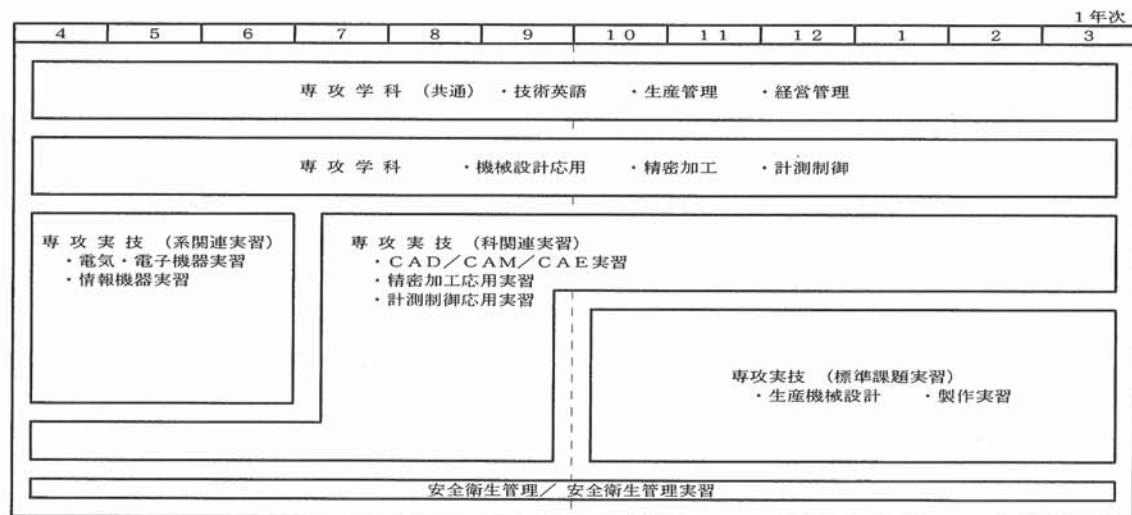 1年次
4 5 6 7 8 9 10 11 12 1 2 3
専攻学科 (共通) ・技術英語 ・生産管理 ・経営管理
専攻学科 ・機械設計応用 ・精密加工 ・計測制御
専攻実技 (系関連実習)
・電気・電子機器実習
・情報機器実習
専攻実技 (科関連実習)
・CAD/CAM/CAE実習
・精密加工応用実習
・計測制御応用実習
専攻実技 (標準課題実習)
・生産機械設計 ・製作実習
安全衛生管理/安全衛生管理実習